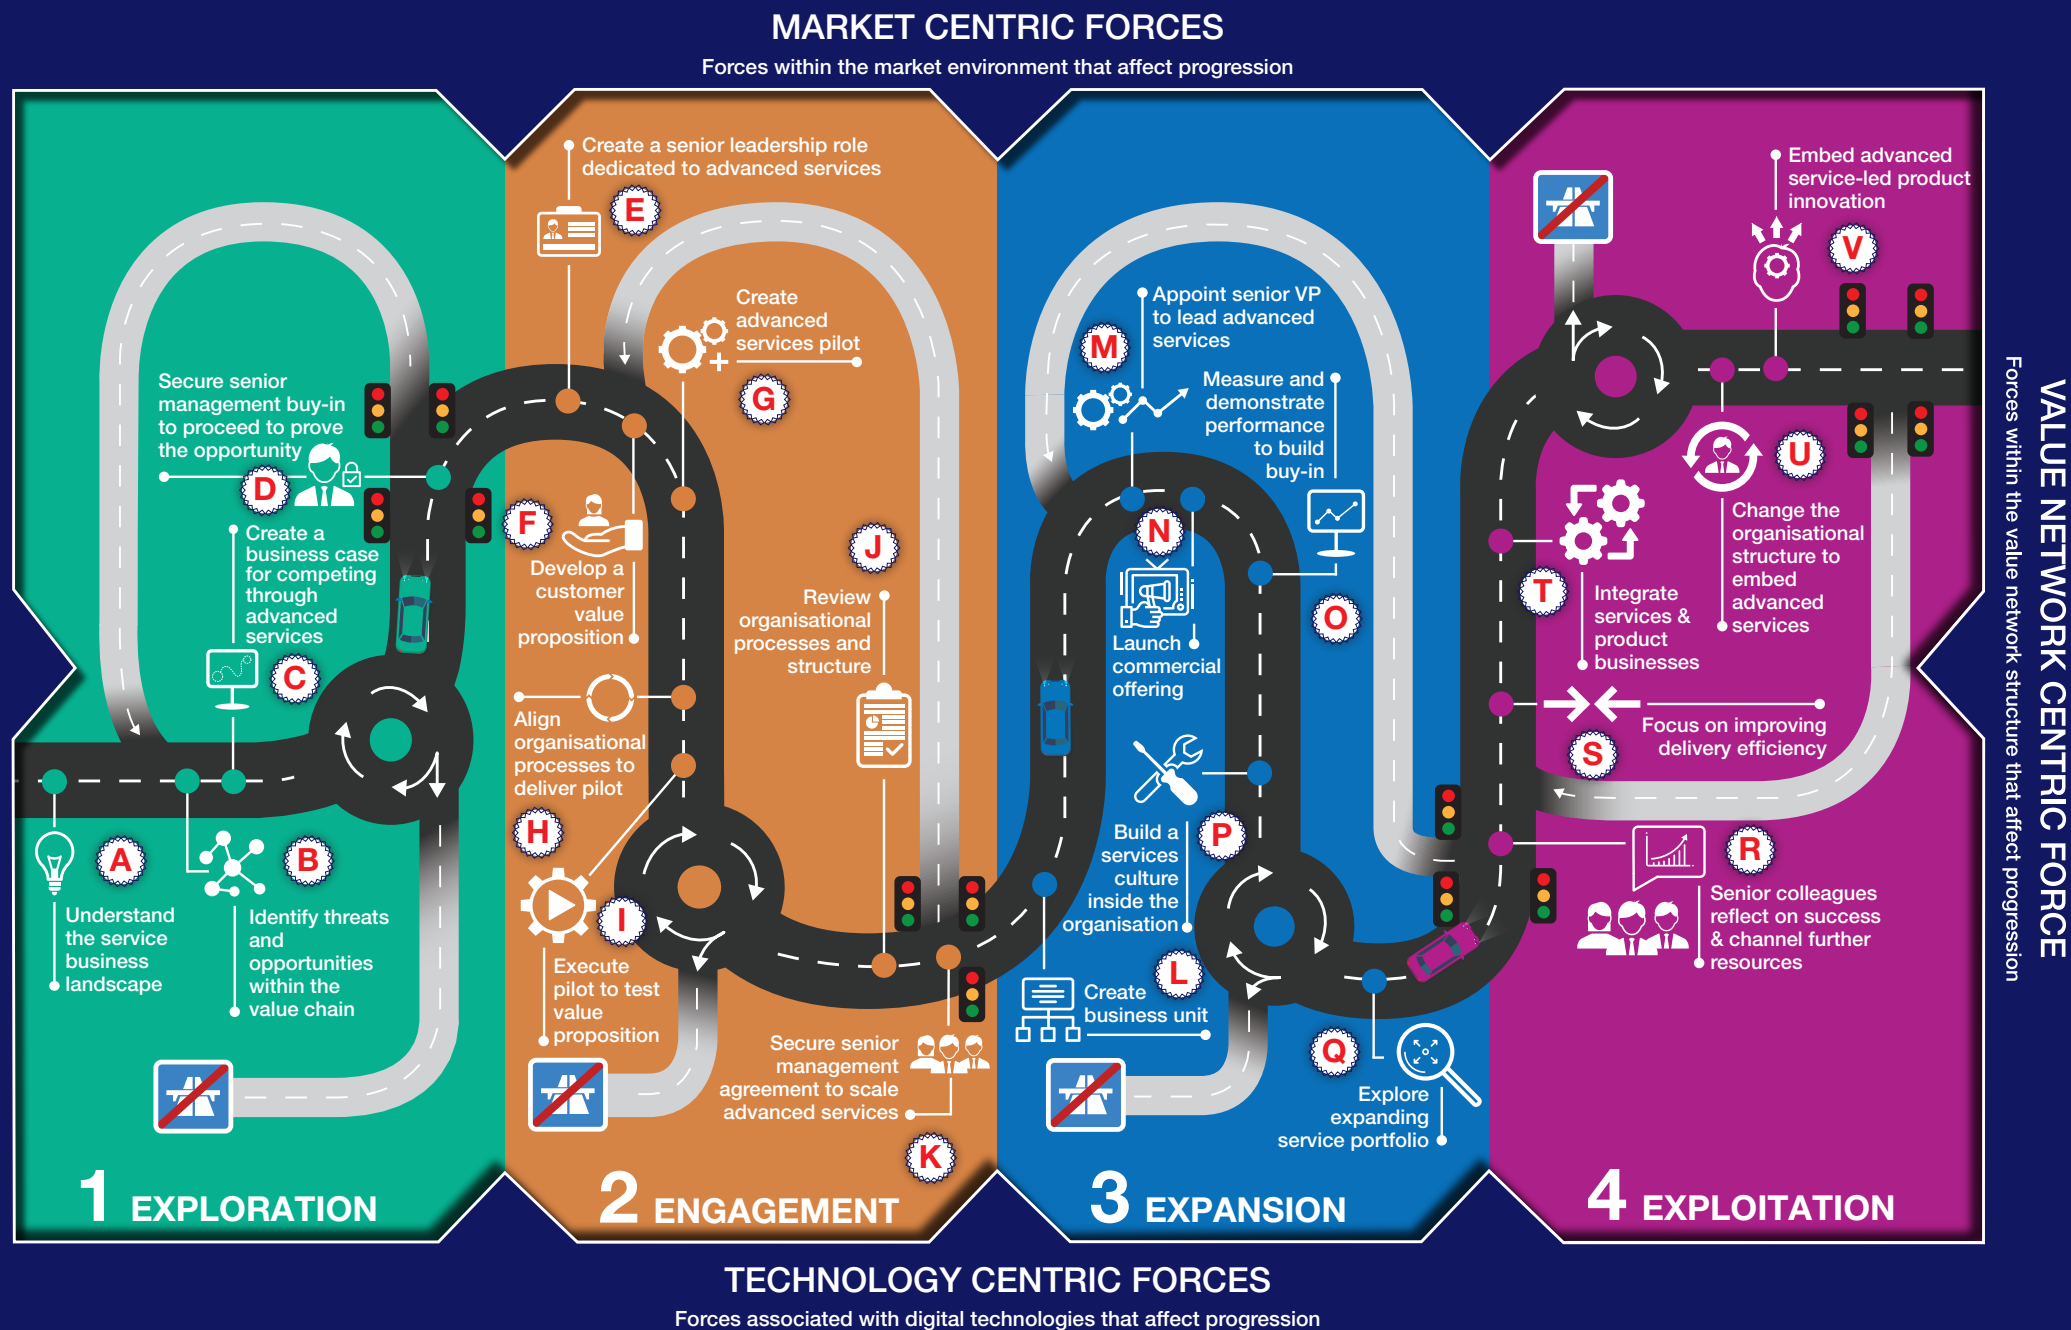 MARKET CENTRIC FORCES
Forces within the market environment that affect progression
Secure senior
management buy-in
to proceed to prove
the opportunity
D
Create a
business case
for competing
through
advanced
services
C
A
Understand
the service
business
landscape
B
Identify threats
and
opportunities
within the
value chain
1 EXPLORATION
Create a senior leadership role
dedicated to advanced services
E
Create
advanced
services pilot
G
F
Develop a
customer
value
proposition
J
Review
organisational
processes and
structure
Align
organisational
processes to
deliver pilot
H
I
Execute
pilot to test
value
proposition
Secure senior
management
agreement to scale
advanced services
K
2 ENGAGEMENT
Appoint senior VP
to lead advanced
services
M
Measure and
demonstrate
performance
to build
buy-in
N
O
Launch
commercial
offering
Build a
services
culture
inside the
organisation
P
L
Create
business unit
Q
Explore
expanding
service portfolio
3 EXPANSION
Embed advanced
service-led product
innovation
V
U
Change the
organisational
structure to
embed
advanced
services
T
Integrate
services &
product
businesses
Focus on improving
delivery efficiency
S
R
Senior colleagues
reflect on success
& channel further
resources
4 EXPLOITATION
VALUE NETWORK CENTRIC FORCE
Forces within the value network structure that affect progression
TECHNOLOGY CENTRIC FORCES
Forces associated with digital technologies that affect progression